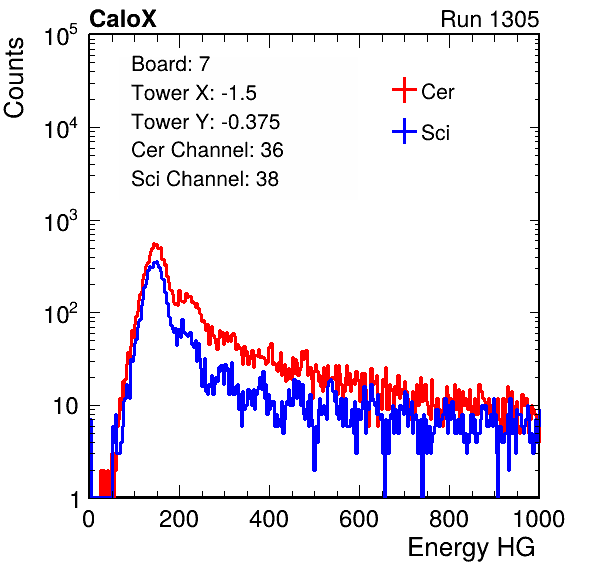 CaloX Run 1305
Counts
10^5
10^4
10^3
10^2
10
1
Board: 7
Tower X: -1.5
Tower Y: -0.375
Cer Channel: 36
Sci Channel: 38
Cer
Sci
0 200 400 600 800 1000
Energy HG